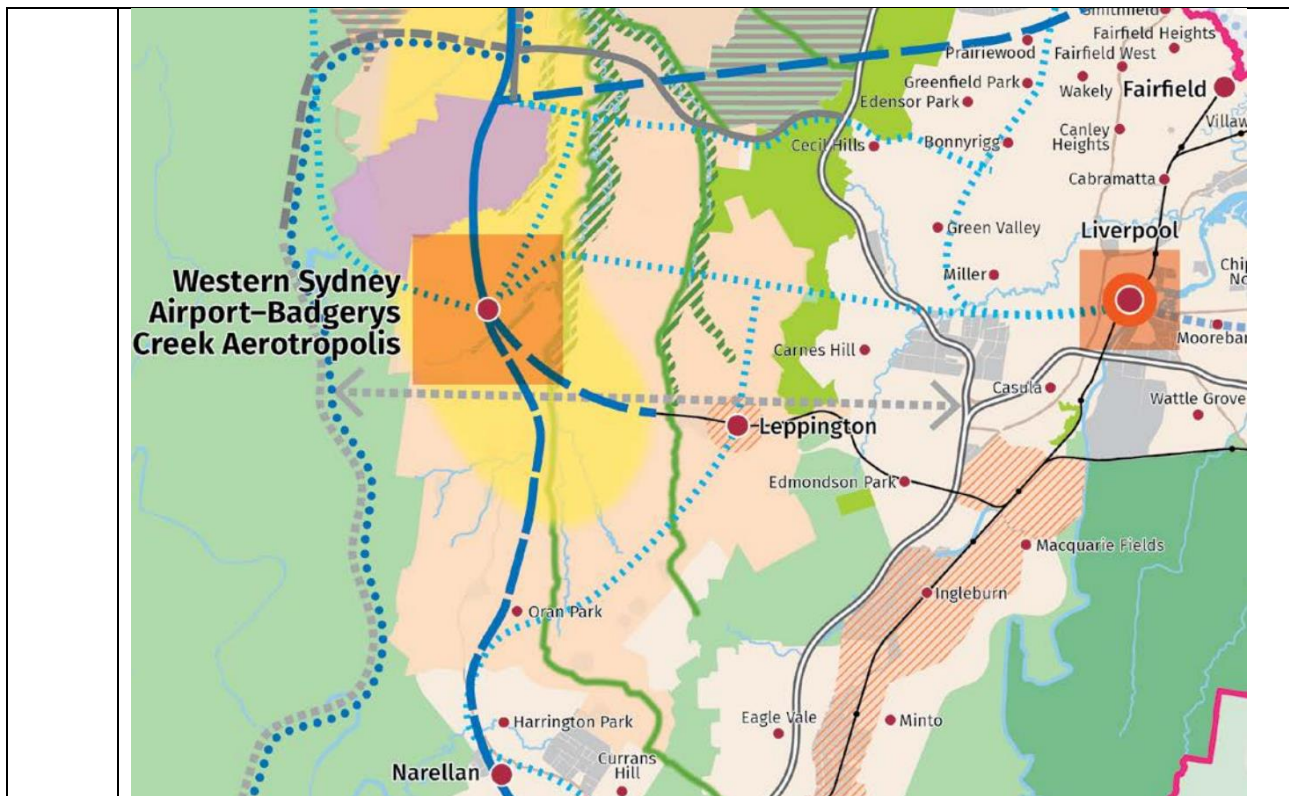 Smithfield
Fairfield Heights
Prairiewood
Fairfield West
Greenfield Park
Wakely
Fairfield
Edensor Park
Canley
Heights
Cecil Hills
Bonnyrigg
Cabramatta
Green Valley
Liverpool
Miller
Western Sydney
Airport–Badgerys
Creek Aerotropolis
Carnes Hill
Casula
Wattle Grove
Leppington
Edmondson Park
Macquarie Fields
Ingleburn
Oran Park
Harrington Park
Eagle Vale
Minto
Currans
Hill
Narellan